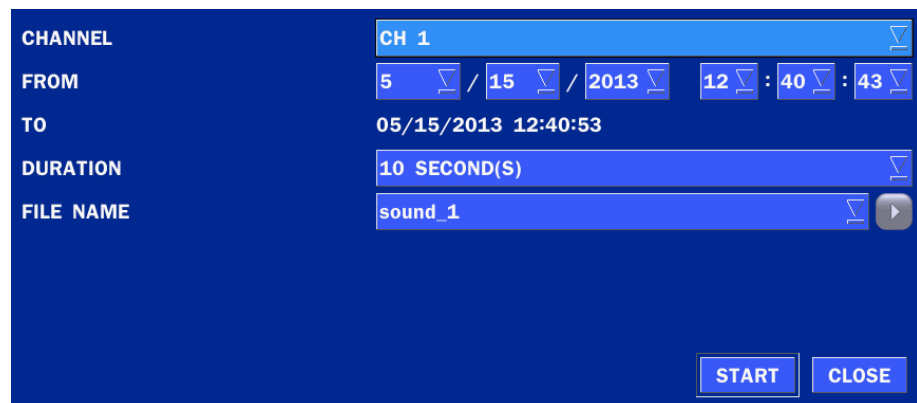 CHANNEL CH 1
FROM 5 / 15 / 2013 12 : 40 : 43
TO 05/15/2013 12:40:53
DURATION 10 SECOND(S)
FILE NAME sound_1
START CLOSE